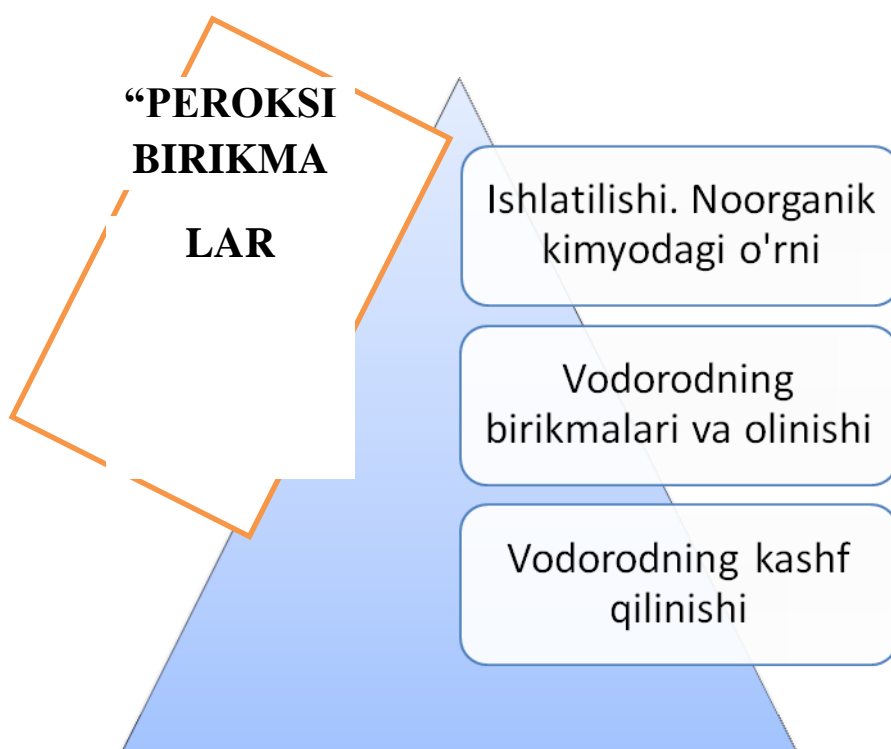 “PEROKSI
BIRIKMA
LAR
Ishlatilishi. Noorganik
kimyodagi o'rni
Vodorodning
birikmalari va olinishi
Vodorodning kashf
qilinishi